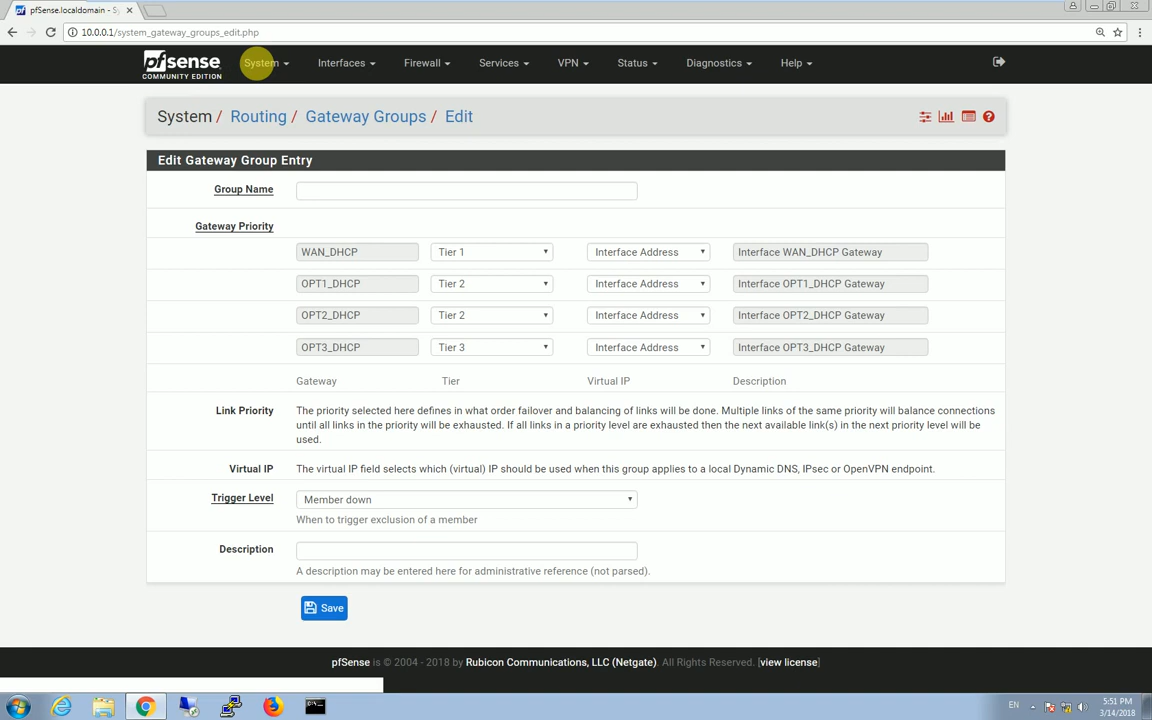 pfSense.localdomain - S
10.0.0.1/system_gateway_groups_edit.php
pfsense
COMMUNITY EDITION
System
Interfaces
Firewall
Services
VPN
Status
Diagnostics
Help
System / Routing / Gateway Groups / Edit
Edit Gateway Group Entry
Group Name
Gateway Priority
WAN_DHCP Tier 1 Interface Address Interface WAN_DHCP Gateway
OPT1_DHCP Tier 2 Interface Address Interface OPT1_DHCP Gateway
OPT2_DHCP Tier 2 Interface Address Interface OPT2_DHCP Gateway
OPT3_DHCP Tier 3 Interface Address Interface OPT3_DHCP Gateway
Gateway Tier Virtual IP Description
Link Priority
The priority selected here defines in what order failover and balancing of links will be done. Multiple links of the same priority will balance connections
until all links in the priority will be exhausted. If all links in a priority level are exhausted then the next available link(s) in the next priority level will be
used.
Virtual IP
The virtual IP field selects which (virtual) IP should be used when this group applies to a local Dynamic DNS, IPsec or OpenVPN endpoint.
Trigger Level
Member down
When to trigger exclusion of a member
Description
A description may be entered here for administrative reference (not parsed).
Save
pfSense is © 2004 - 2018 by Rubicon Communications, LLC (Netgate). All Rights Reserved. [view license]
EN
5:51 PM
3/14/2018